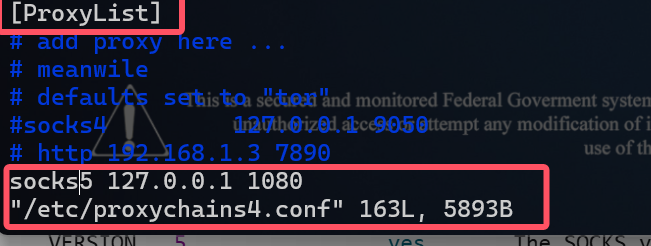 [ProxyList]
# add proxy here ...
# meanwile
# defaults set to "tor"
This is a secured and monitored Federal Goverment system
#socks4 127.0.0.1 9050
unauthorized access or attempt any modification of i
# http 192.168.1.3 7890
use of th
socks5 127.0.0.1 1080
"/etc/proxychains4.conf" 163L, 5893B
VERSION 5 yes The SOCKS v